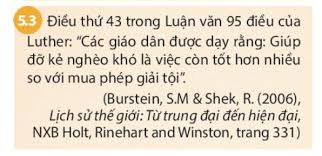 5.3 Điều thứ 43 trong Luận văn 95 điều của
Luther: “Các giáo dân được dạy rằng: Giúp
đỡ kẻ nghèo khó là việc còn tốt hơn nhiều
so với mua phép giải tội”.
(Burstein, S.M & Shek, R. (2006),
Lịch sử thế giới: Từ trung đại đến hiện đại,
NXB Holt, Rinehart and Winston, trang 331)